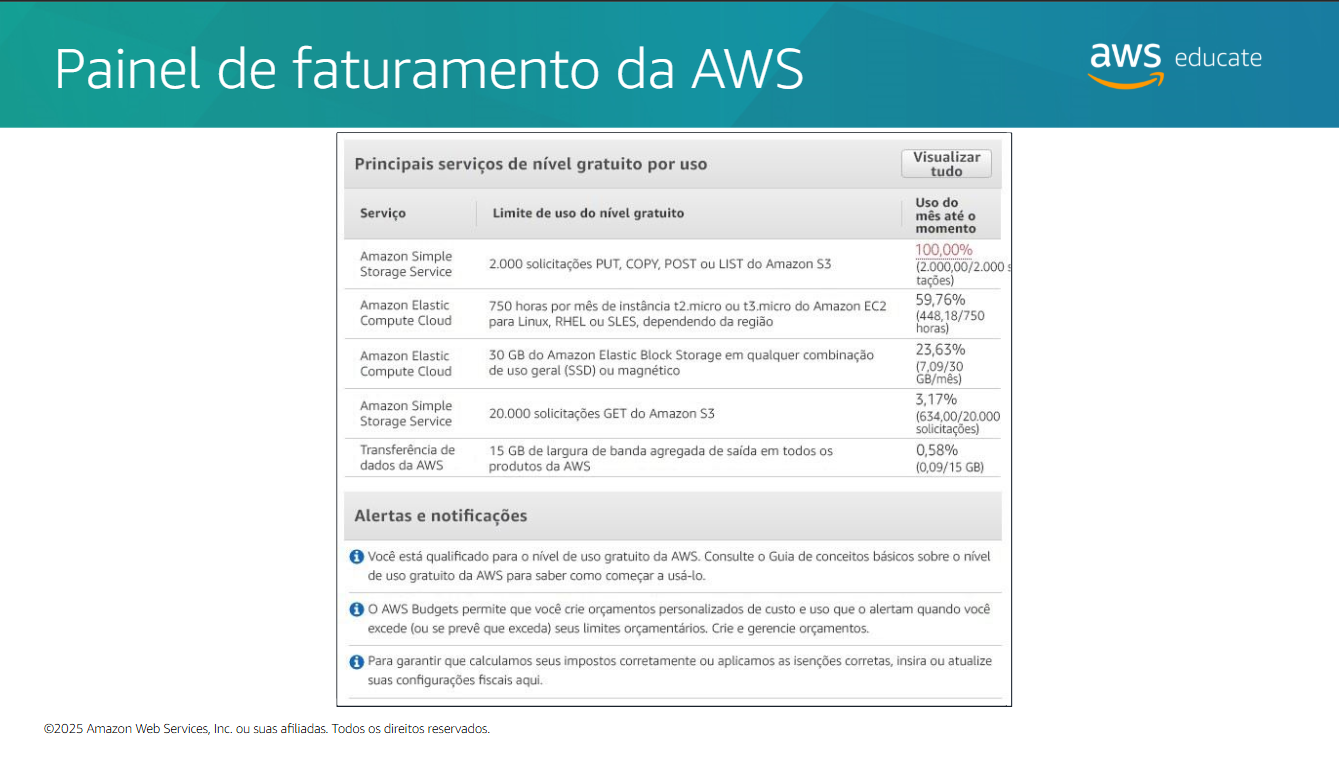 Painel de faturamento da AWS
aws educate
Principais serviços de nível gratuito por uso
Visualizar
tudo
Serviço
Limite de uso do nível gratuito
Uso do
mês até o
momento
Amazon Simple
Storage Service
2.000 solicitações PUT, COPY, POST ou LIST do Amazon S3
100,00%
(2.000,00/2.000 s
tações)
Amazon Elastic
Compute Cloud
750 horas por mês de instância t2.micro ou t3.micro do Amazon EC2
para Linux, RHEL ou SLES, dependendo da região
59,76%
(448,18/750
horas)
Amazon Elastic
Compute Cloud
30 GB do Amazon Elastic Block Storage em qualquer combinação
de uso geral (SSD) ou magnético
23,63%
(7,09/30
GB/mês)
Amazon Simple
Storage Service
20.000 solicitações GET do Amazon S3
3,17%
(634,00/20.000
solicitações)
Transferência de
dados da AWS
15 GB de largura de banda agregada de saída em todos os
produtos da AWS
0,58%
(0,09/15 GB)
Alertas e notificações
Você está qualificado para o nível de uso gratuito da AWS. Consulte o Guia de conceitos básicos sobre o nível
de uso gratuito da AWS para saber como começar a usá-lo.
O AWS Budgets permite que você crie orçamentos personalizados de custo e uso que o alertam quando você
excede (ou se prevê que exceda) seus limites orçamentários. Crie e gerencie orçamentos.
Para garantir que calculamos seus impostos corretamente ou aplicamos as isenções corretas, insira ou atualize
suas configurações fiscais aqui.
©2025 Amazon Web Services, Inc. ou suas afiliadas. Todos os direitos reservados.